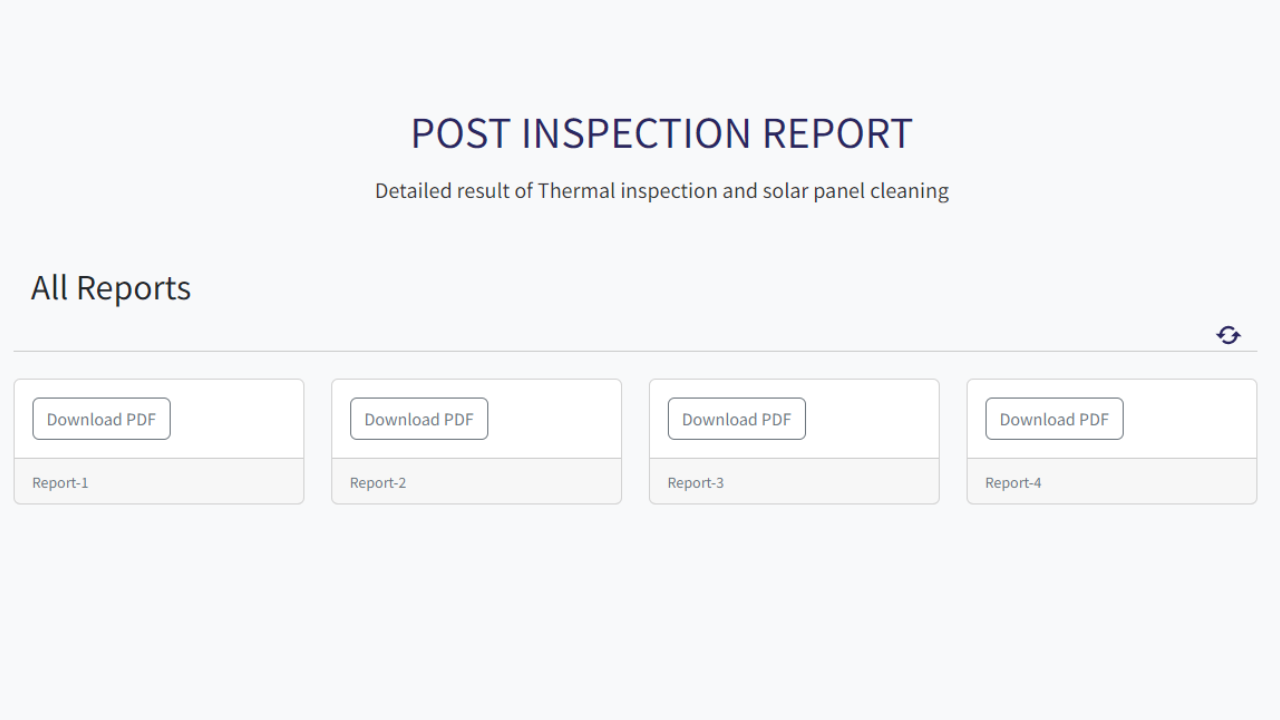 POST INSPECTION REPORT
Detailed result of Thermal inspection and solar panel cleaning
All Reports
Download PDF
Report-1
Download PDF
Report-2
Download PDF
Report-3
Download PDF
Report-4